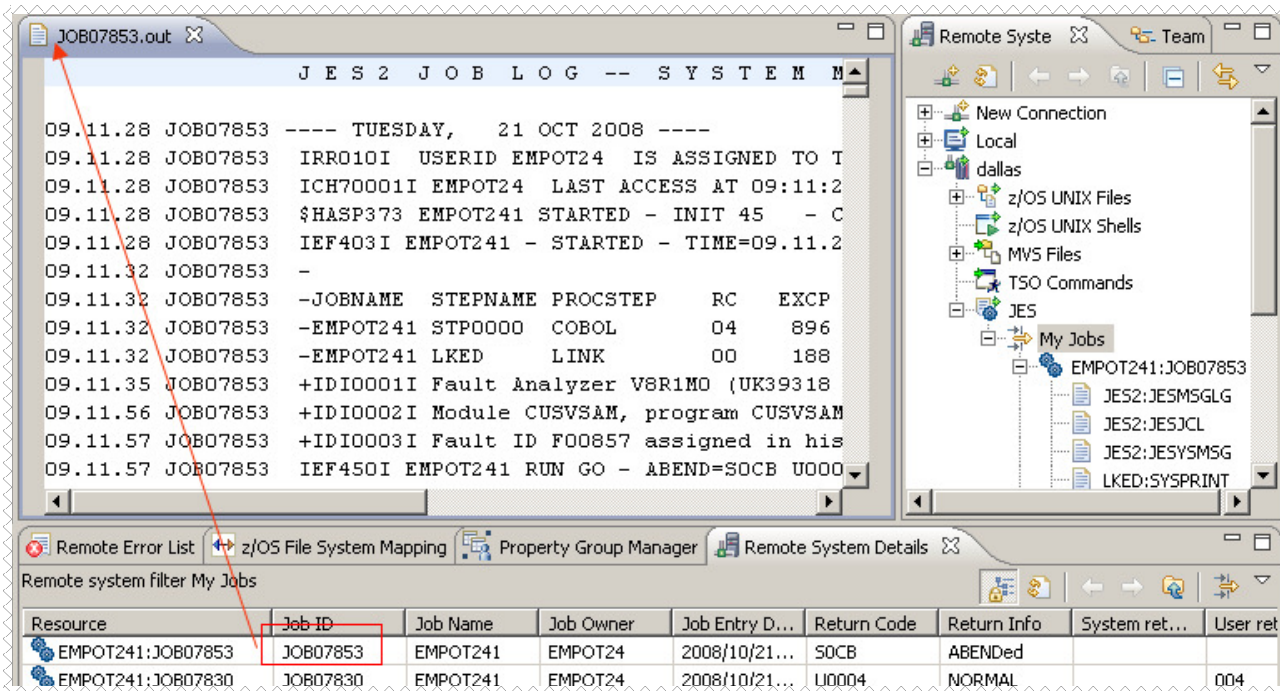 JOB07853.out
J E S 2  J O B  L O G  --  S Y S T E M  M
09.11.28 JOB07853 ---- TUESDAY,   21 OCT 2008 ----
09.11.28 JOB07853  IRR010I  USERID EMPOT24  IS ASSIGNED TO T
09.11.28 JOB07853  ICH70001I EMPOT24  LAST ACCESS AT 09:11:2
09.11.28 JOB07853  $HASP373 EMPOT241 STARTED - INIT 45   - C
09.11.28 JOB07853  IEF403I EMPOT241 - STARTED - TIME=09.11.2
09.11.32 JOB07853  -
09.11.32 JOB07853  -JOBNAME  STEPNAME PROCSTEP    RC   EXCP
09.11.32 JOB07853  -EMPOT241 STP0000  COBOL       04    896
09.11.32 JOB07853  -EMPOT241 LKED     LINK        00    188
09.11.35 JOB07853  +IDI0001I Fault Analyzer V8R1M0 (UK39318
09.11.56 JOB07853  +IDI0002I Module CUSVSAM, program CUSVSAM
09.11.57 JOB07853  +IDI0003I Fault ID F00857 assigned in his
09.11.57 JOB07853  IEF450I EMPOT241 RUN GO - ABEND=S0CB U000
Remote Syste
Team
New Connection
Local
dallas
z/OS UNIX Files
z/OS UNIX Shells
MVS Files
TSO Commands
JES
My Jobs
EMPOT241:JOB07853
JES2:JESMSGLG
JES2:JESJCL
JES2:JESYSMSG
LKED:SYSPRINT
Remote Error List
z/OS File System Mapping
Property Group Manager
Remote System Details
Remote system filter My Jobs
Resource  Job ID  Job Name  Job Owner  Job Entry D...  Return Code  Return Info  System ret...  User ret
EMPOT241:JOB07853  JOB07853  EMPOT241  EMPOT24  2008/10/21...  S0CB  ABENDed
EMPOT241:JOB07830  JOB07830  EMPOT241  EMPOT24  2008/10/21...  U0004  NORMAL  004